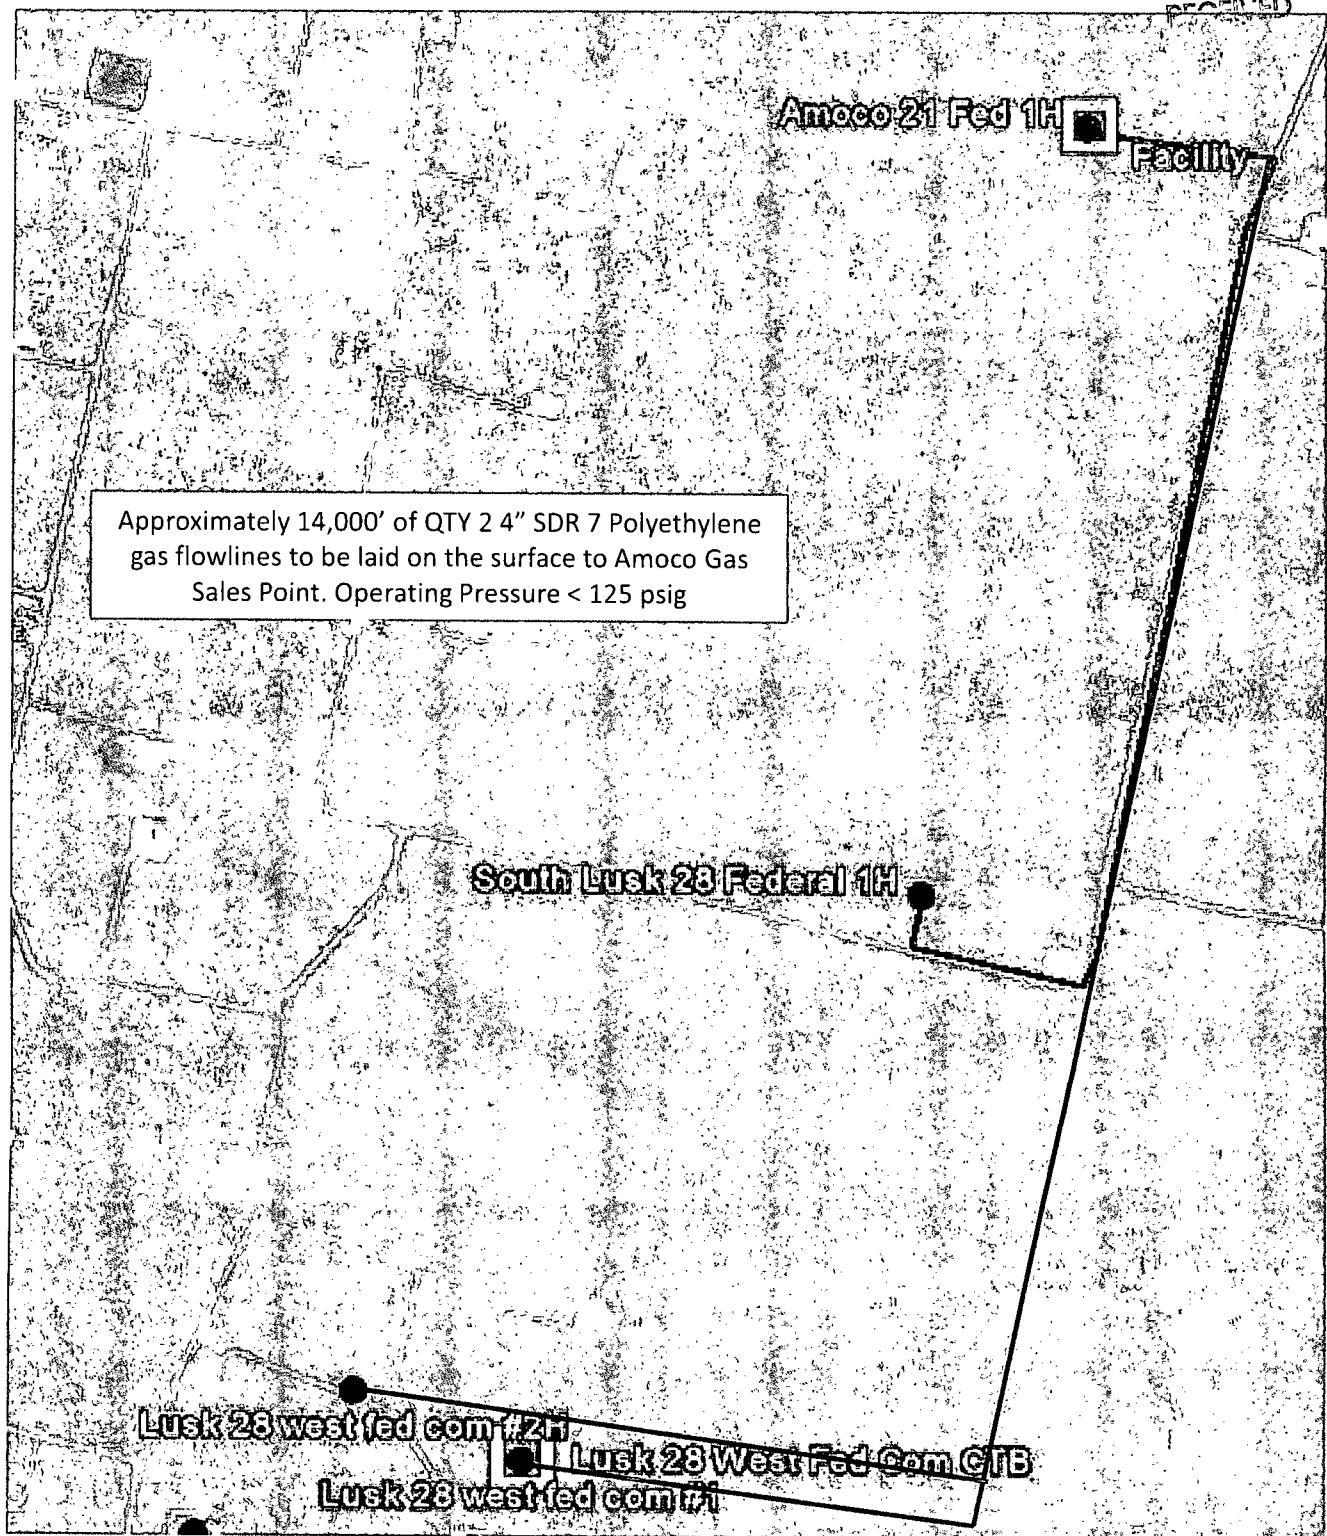 RECEIVED
Amoco 21 Fed 1H
Facility
Approximately 14,000' of QTY 2 4" SDR 7 Polyethylene
gas flowlines to be laid on the surface to Amoco Gas
Sales Point. Operating Pressure < 125 psig
South Lusk 28 Federal 1H
Lusk 28 west fed com #2H
Lusk 28 West Fed Com CTB
Lusk 28 west fed com #1